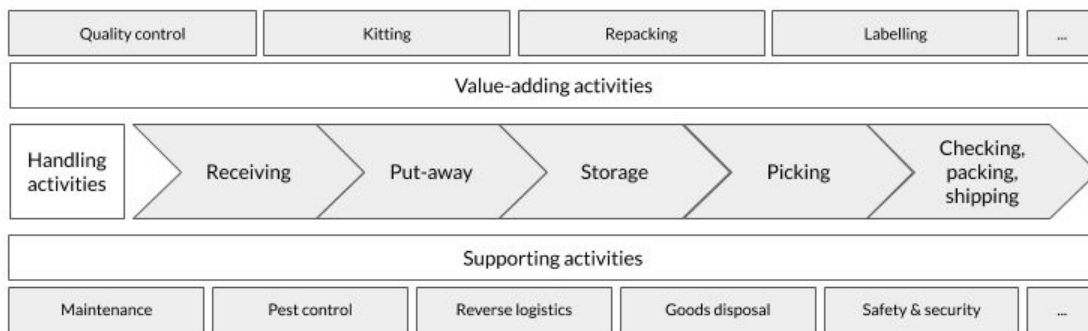 Quality control
Kitting
Repacking
Labelling
...
Value-adding activities
Handling
activities
Receiving
Put-away
Storage
Picking
Checking,
packing,
shipping
Supporting activities
Maintenance
Pest control
Reverse logistics
Goods disposal
Safety & security
...